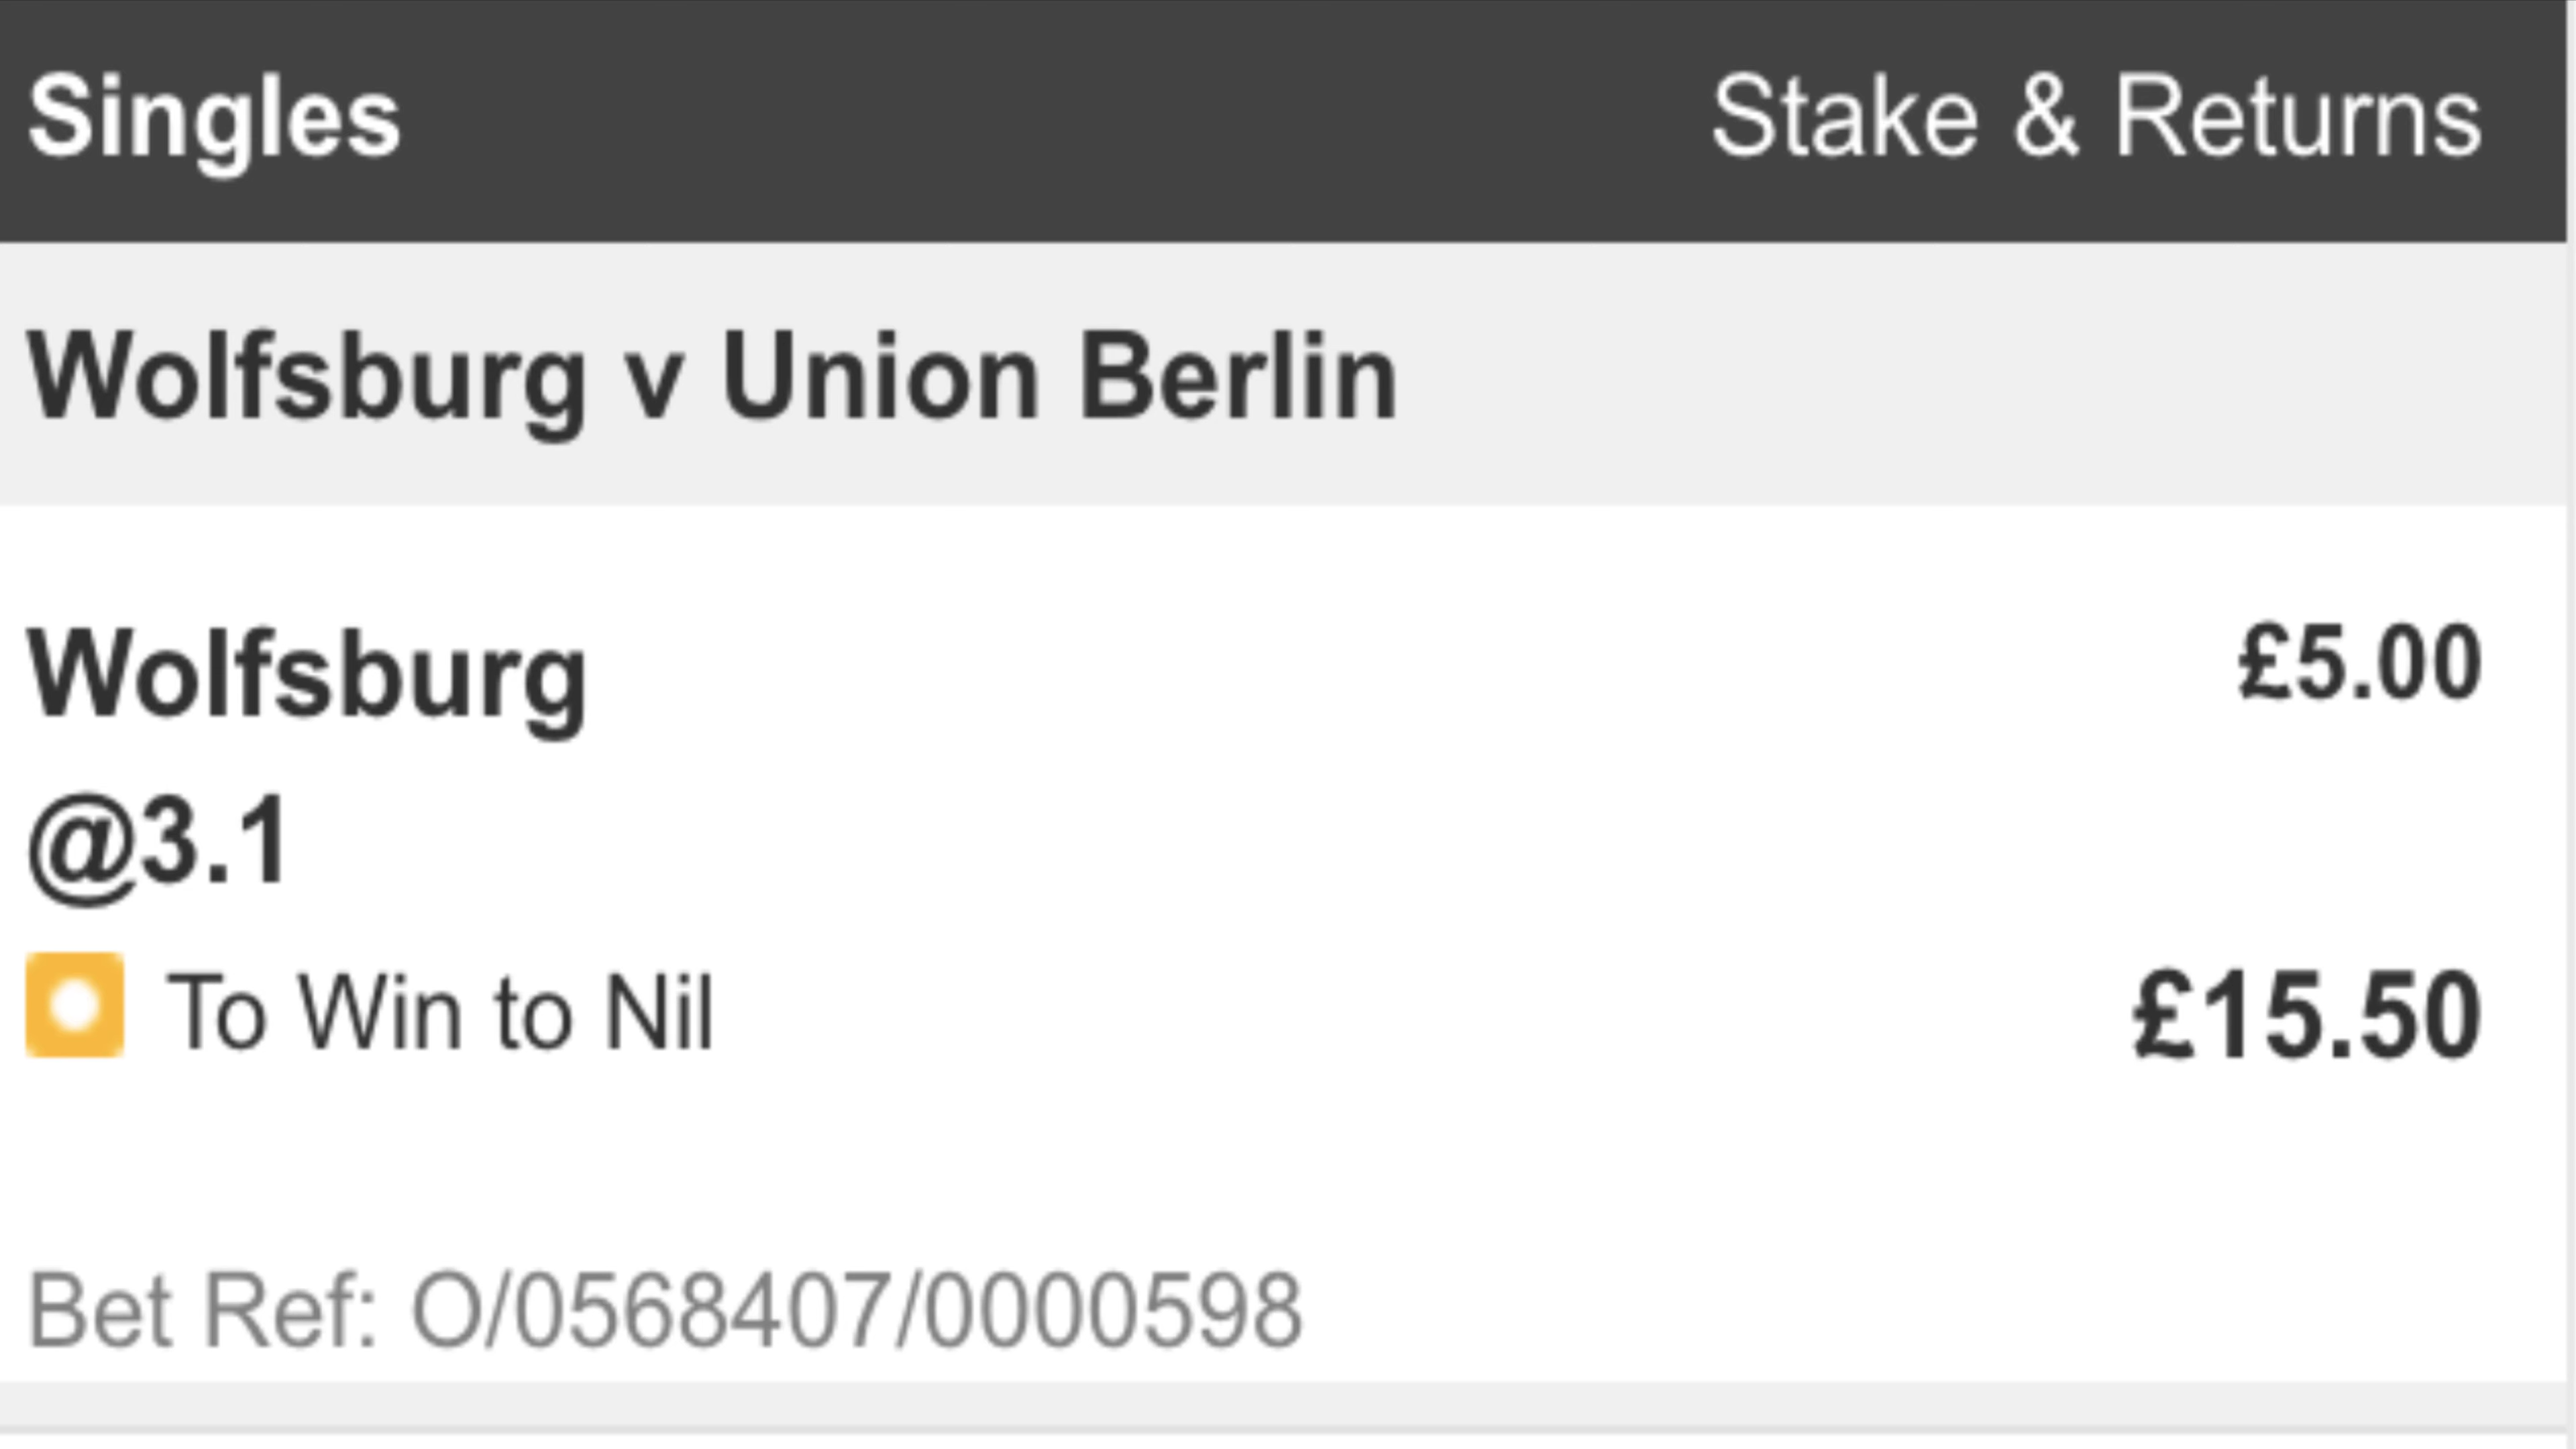 Singles Stake & Returns
Wolfsburg v Union Berlin
Wolfsburg £5.00
@3.1
To Win to Nil £15.50
Bet Ref: O/0568407/0000598